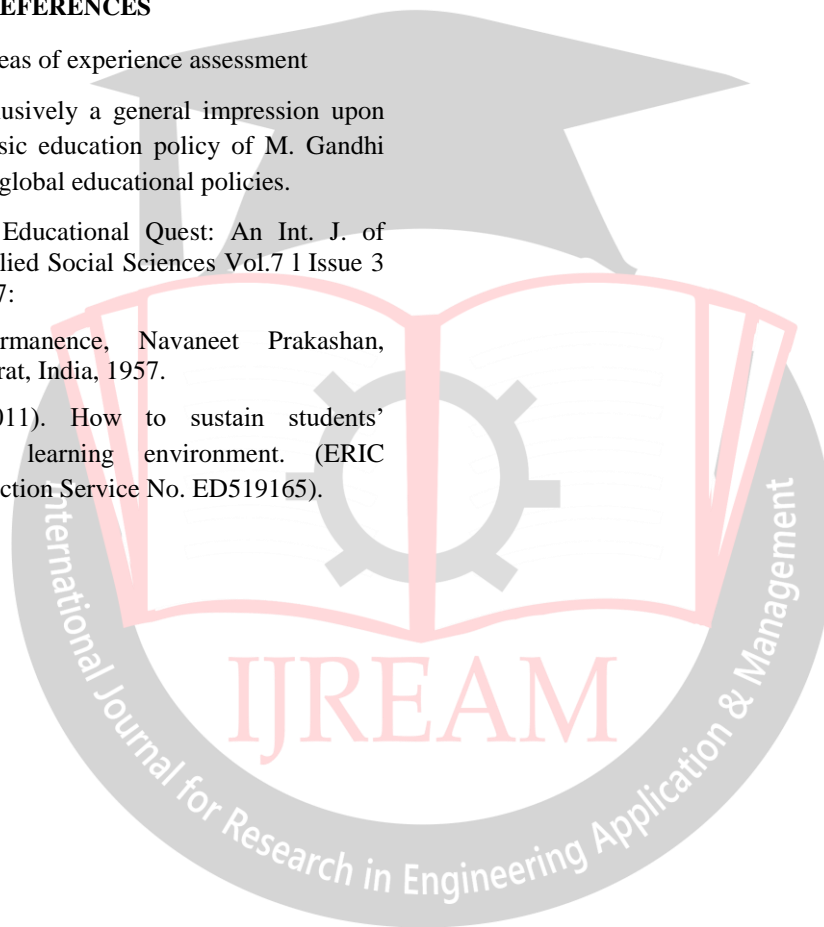 EFERENCES
eas of experience assessment
lusively a general impression upon
sic education policy of M. Gandhi
global educational policies.
Educational Quest: An Int. J. of
lied Social Sciences Vol.7 l Issue 3
7:
rmanence, Navaneet Prakashan,
rat, India, 1957.
011). How to sustain students’
learning environment. (ERIC
ction Service No. ED519165).
IJREAM
International Journal for Research in Engineering Application & Management